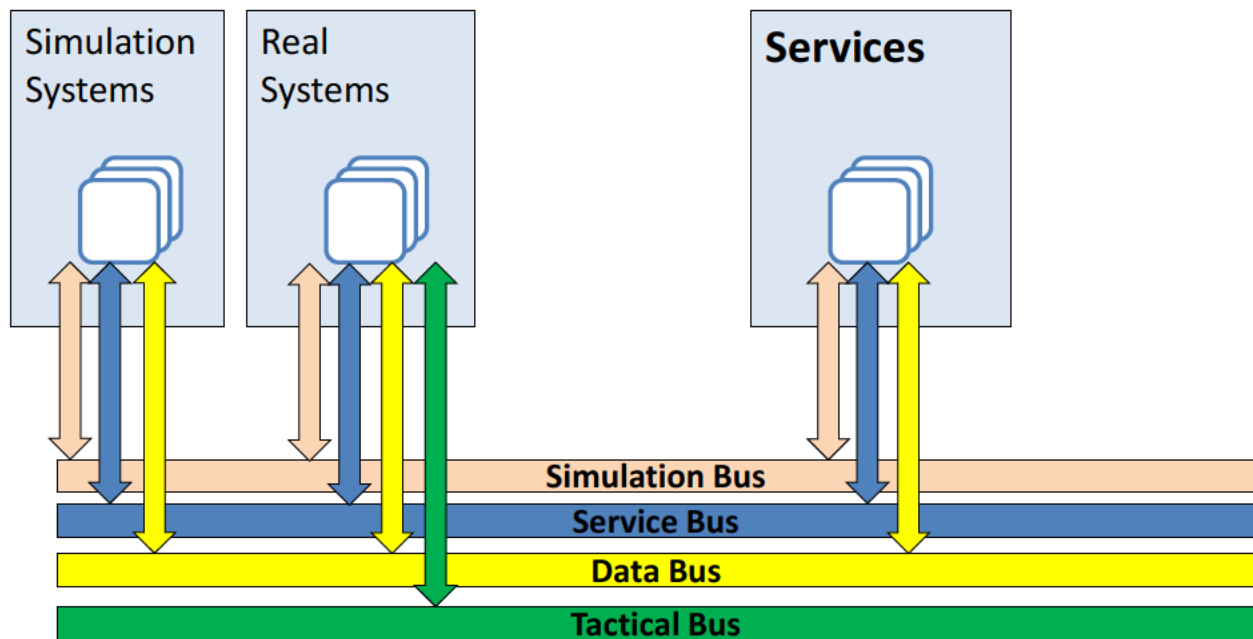 Simulation
Systems
Real
Systems
Services
Simulation Bus
Service Bus
Data Bus
Tactical Bus